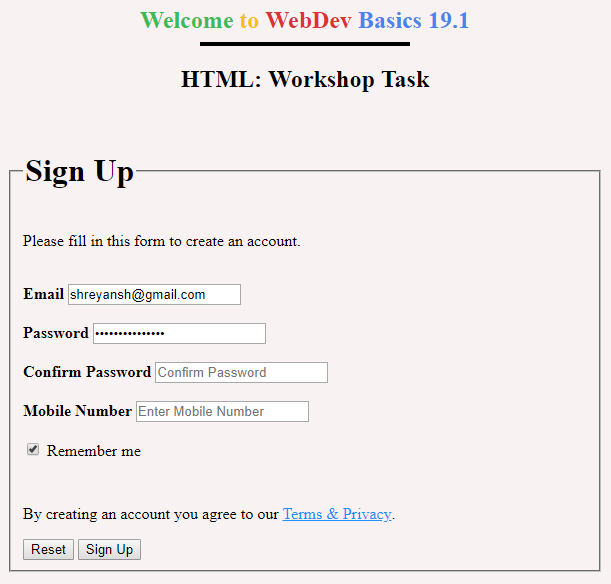 Welcome to WebDev Basics 19.1
HTML: Workshop Task
Sign Up
Please fill in this form to create an account.
Email shreyansh@gmail.com
Password •••••••••••••••
Confirm Password Confirm Password
Mobile Number Enter Mobile Number
Remember me
By creating an account you agree to our Terms & Privacy.
Reset Sign Up